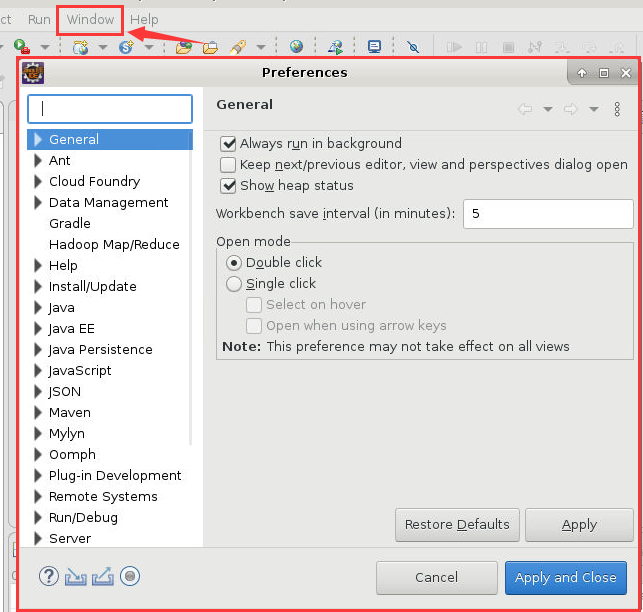 ct Run Window Help
Preferences
General
General
Ant
Cloud Foundry
Data Management
Gradle
Hadoop Map/Reduce
Help
Install/Update
Java
Java EE
Java Persistence
JavaScript
JSON
Maven
Mylyn
Oomph
Plug-in Development
Remote Systems
Run/Debug
Server
Always run in background
Keep next/previous editor, view and perspectives dialog open
Show heap status
Workbench save interval (in minutes): 5
Open mode
Double click
Single click
Select on hover
Open when using arrow keys
Note: This preference may not take effect on all views
Restore Defaults Apply
Cancel Apply and Close